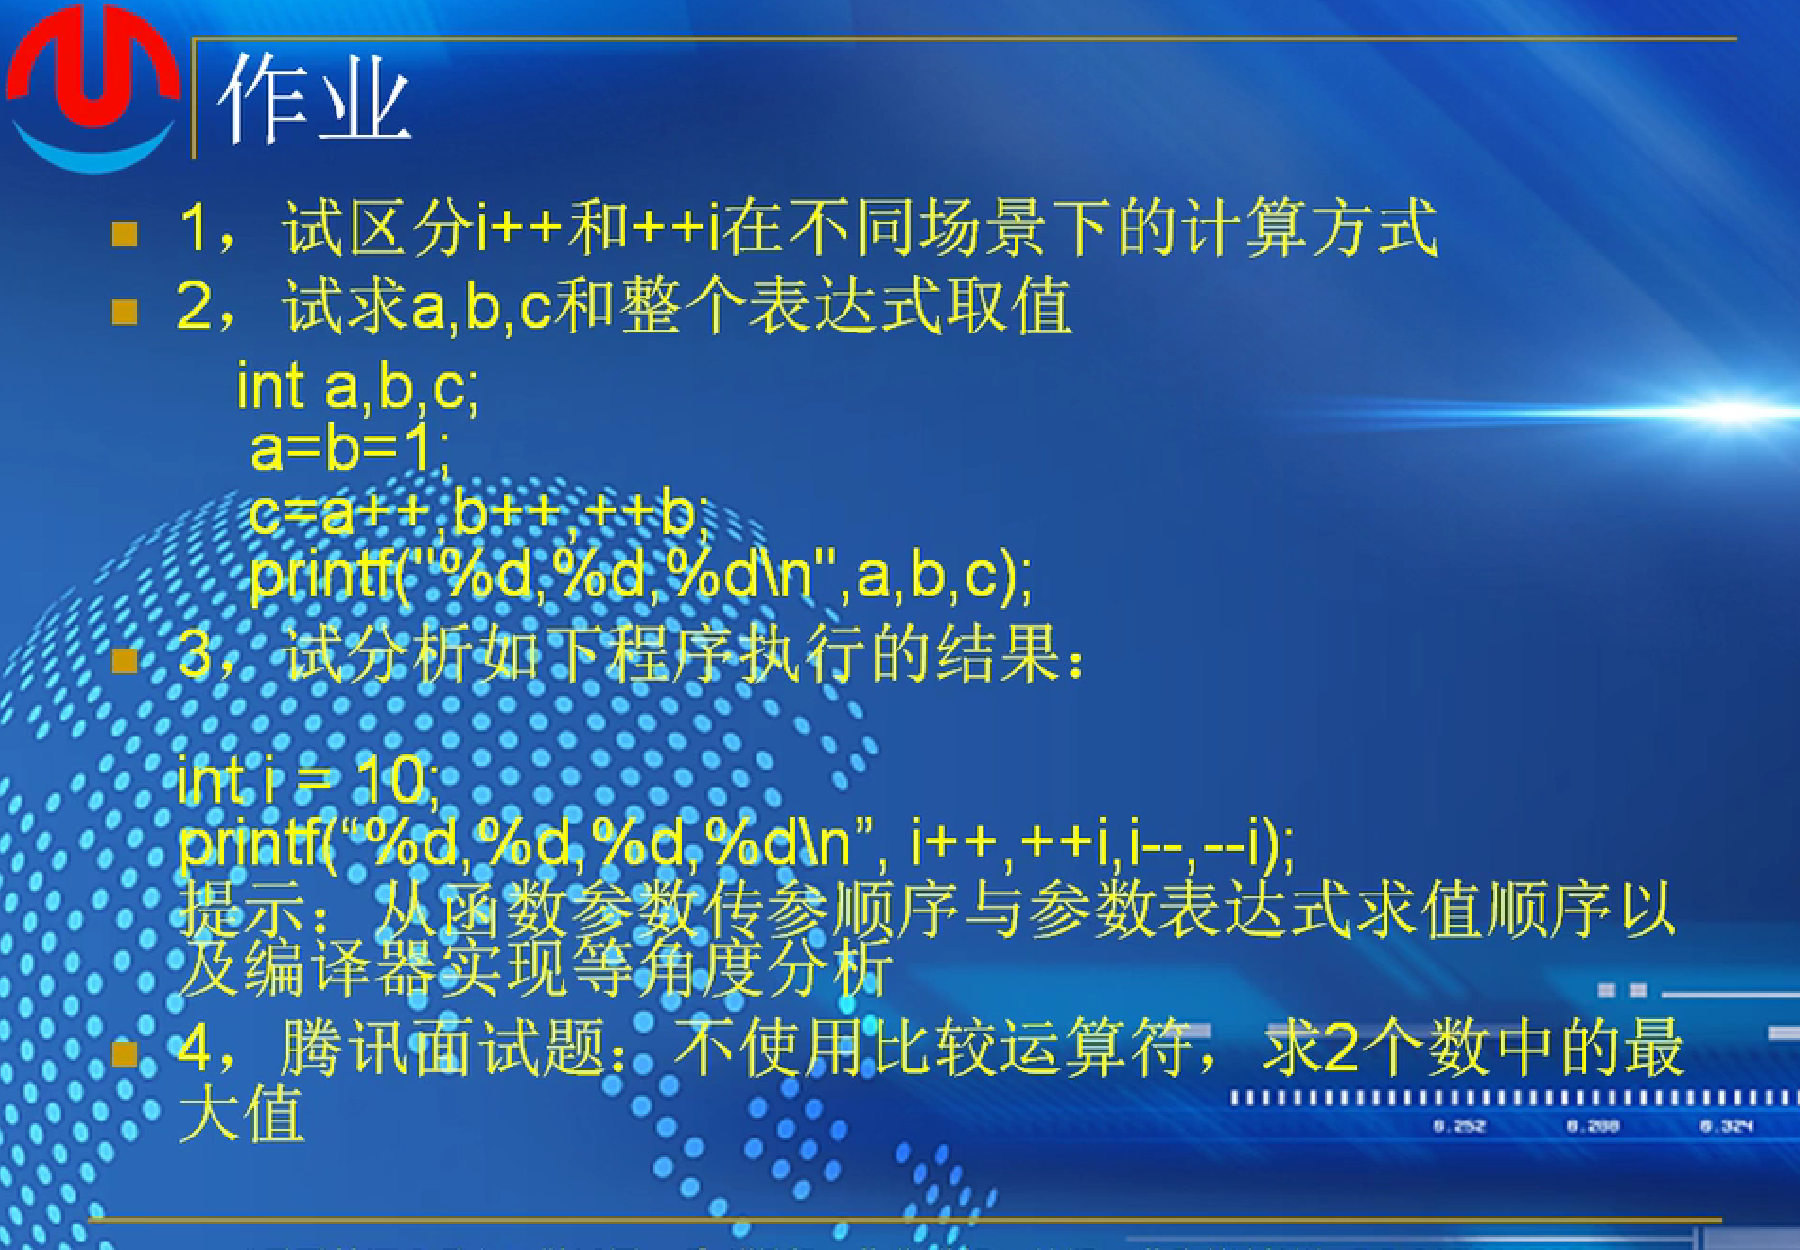 作业
1，试区分i++和++i在不同场景下的计算方式
2，试求a,b,c和整个表达式取值
int a,b,c;
a=b=1;
c=a++,b++,++b;
printf("%d,%d,%d\n",a,b,c);
3，试分析如下程序执行的结果：
int i = 10;
printf(“%d,%d,%d,%d\n”, i++,++i,i--,--i);
提示：从函数参数传参顺序与参数表达式求值顺序以
及编译器实现等角度分析
4，腾讯面试题：不使用比较运算符，求2个数中的最
大值
0.252 0.288 0.324